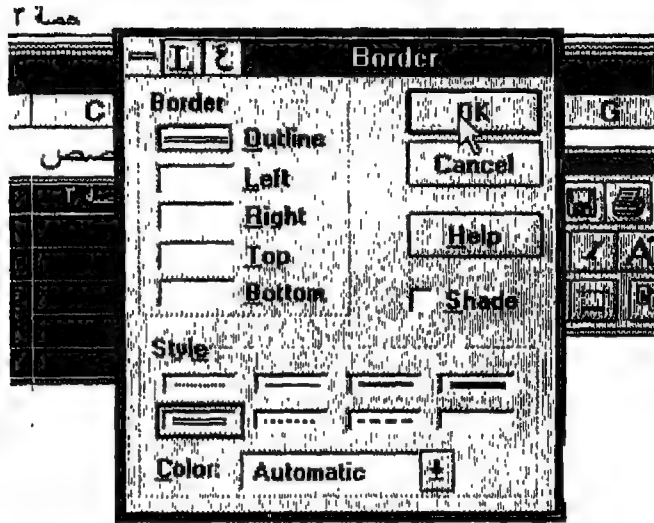 Border
C
G
Border
OK
Outline
Cancel
Left
Right
Help
Top
Bottom
Shade
Style
Color:
Automatic